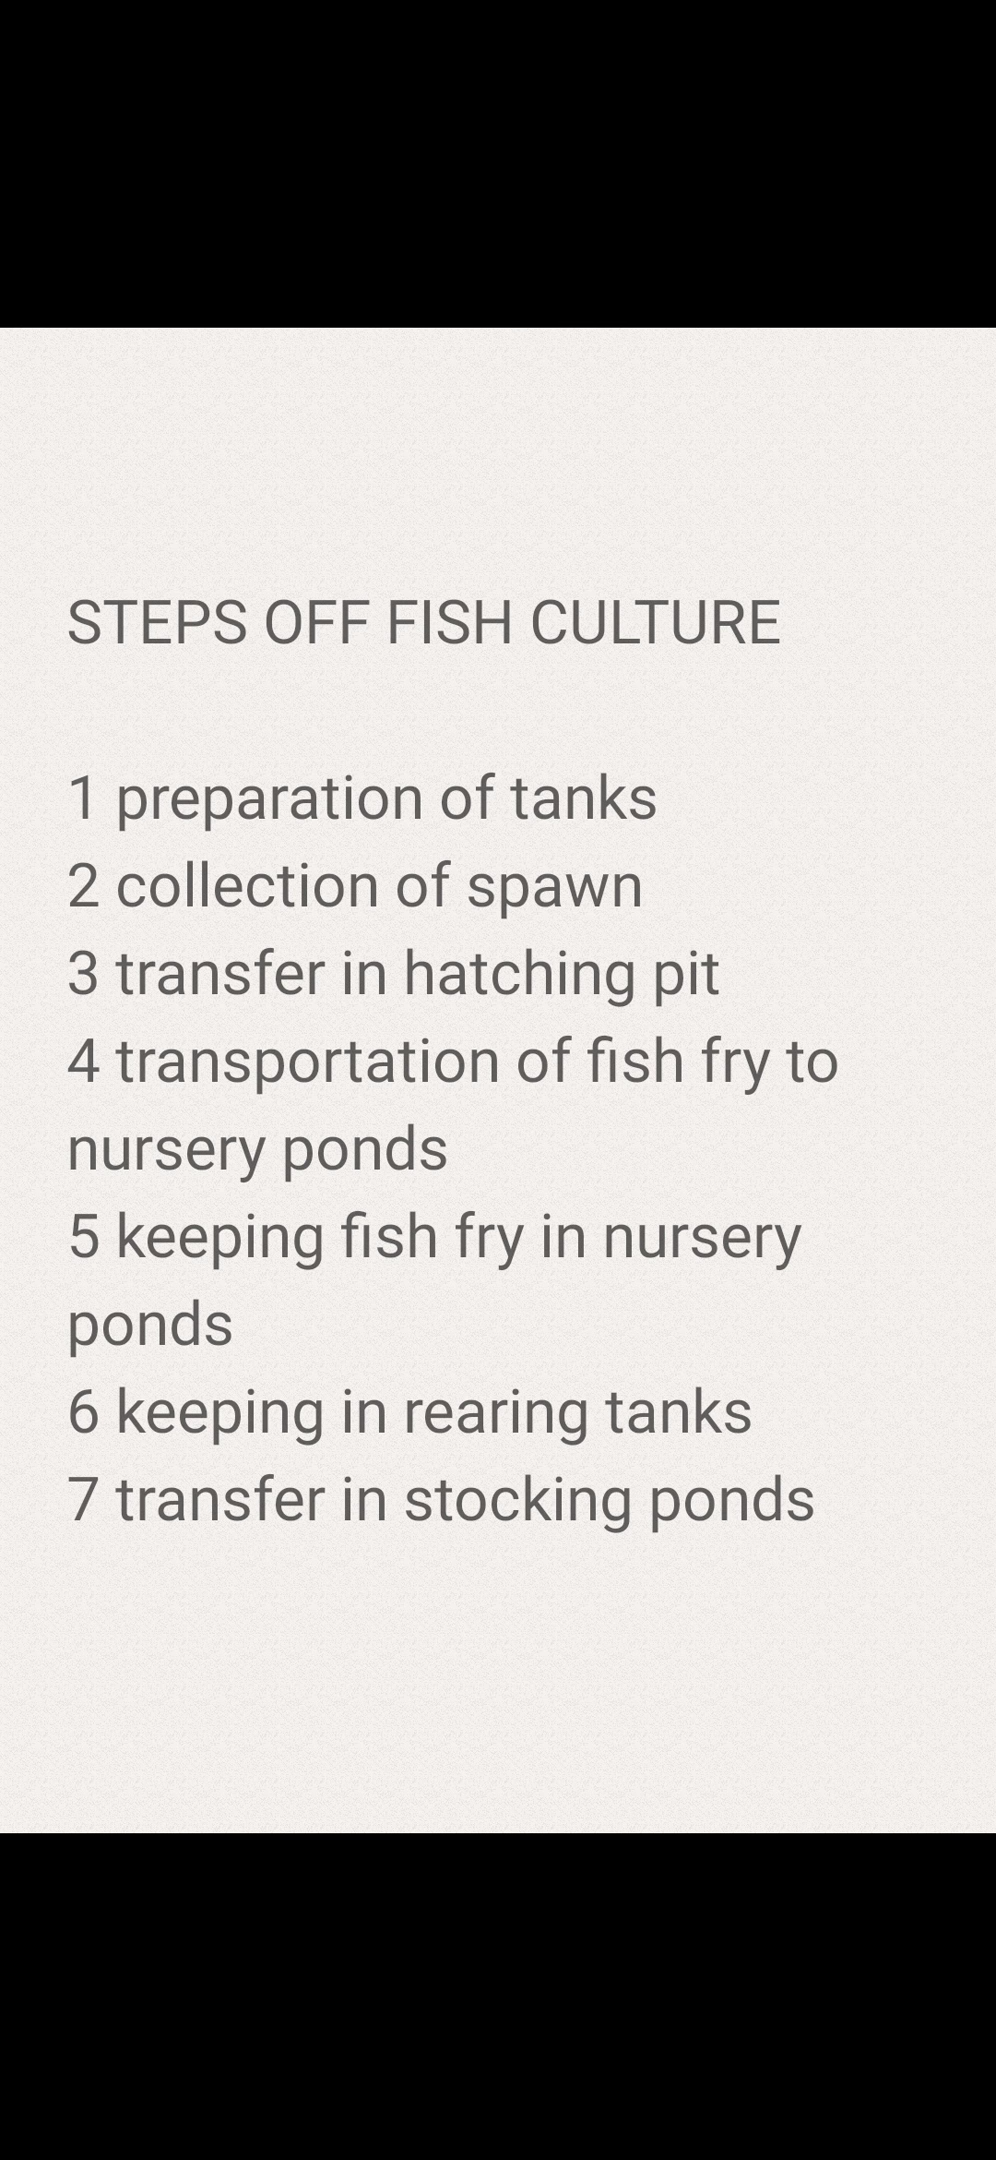 STEPS OFF FISH CULTURE
1 preparation of tanks
2 collection of spawn
3 transfer in hatching pit
4 transportation of fish fry to
nursery ponds
5 keeping fish fry in nursery
ponds
6 keeping in rearing tanks
7 transfer in stocking ponds